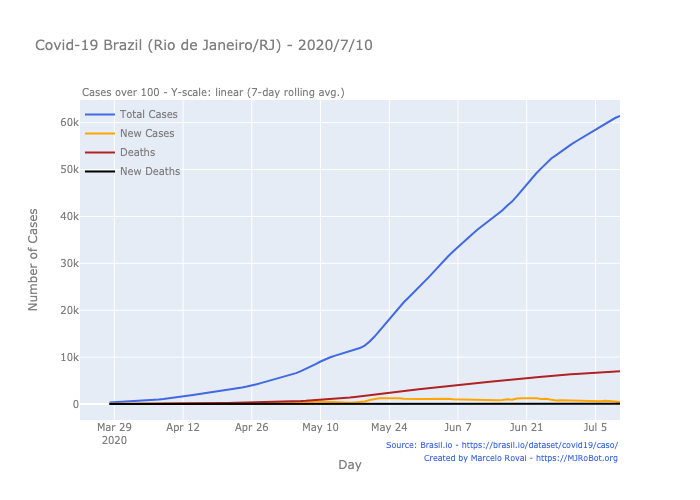 Covid-19 Brazil (Rio de Janeiro/RJ) - 2020/7/10
Cases over 100 - Y-scale: linear (7-day rolling avg.)
Total Cases
New Cases
Deaths
New Deaths
60k
50k
40k
30k
20k
10k
0
Number of Cases
Mar 29 Apr 12 Apr 26 May 10 May 24 Jun 7 Jun 21 Jul 5
2020
Day
Source: Brasil.io - https://brasil.io/dataset/covid19/caso/
Created by Marcelo Rovai - https://MJRoBot.org